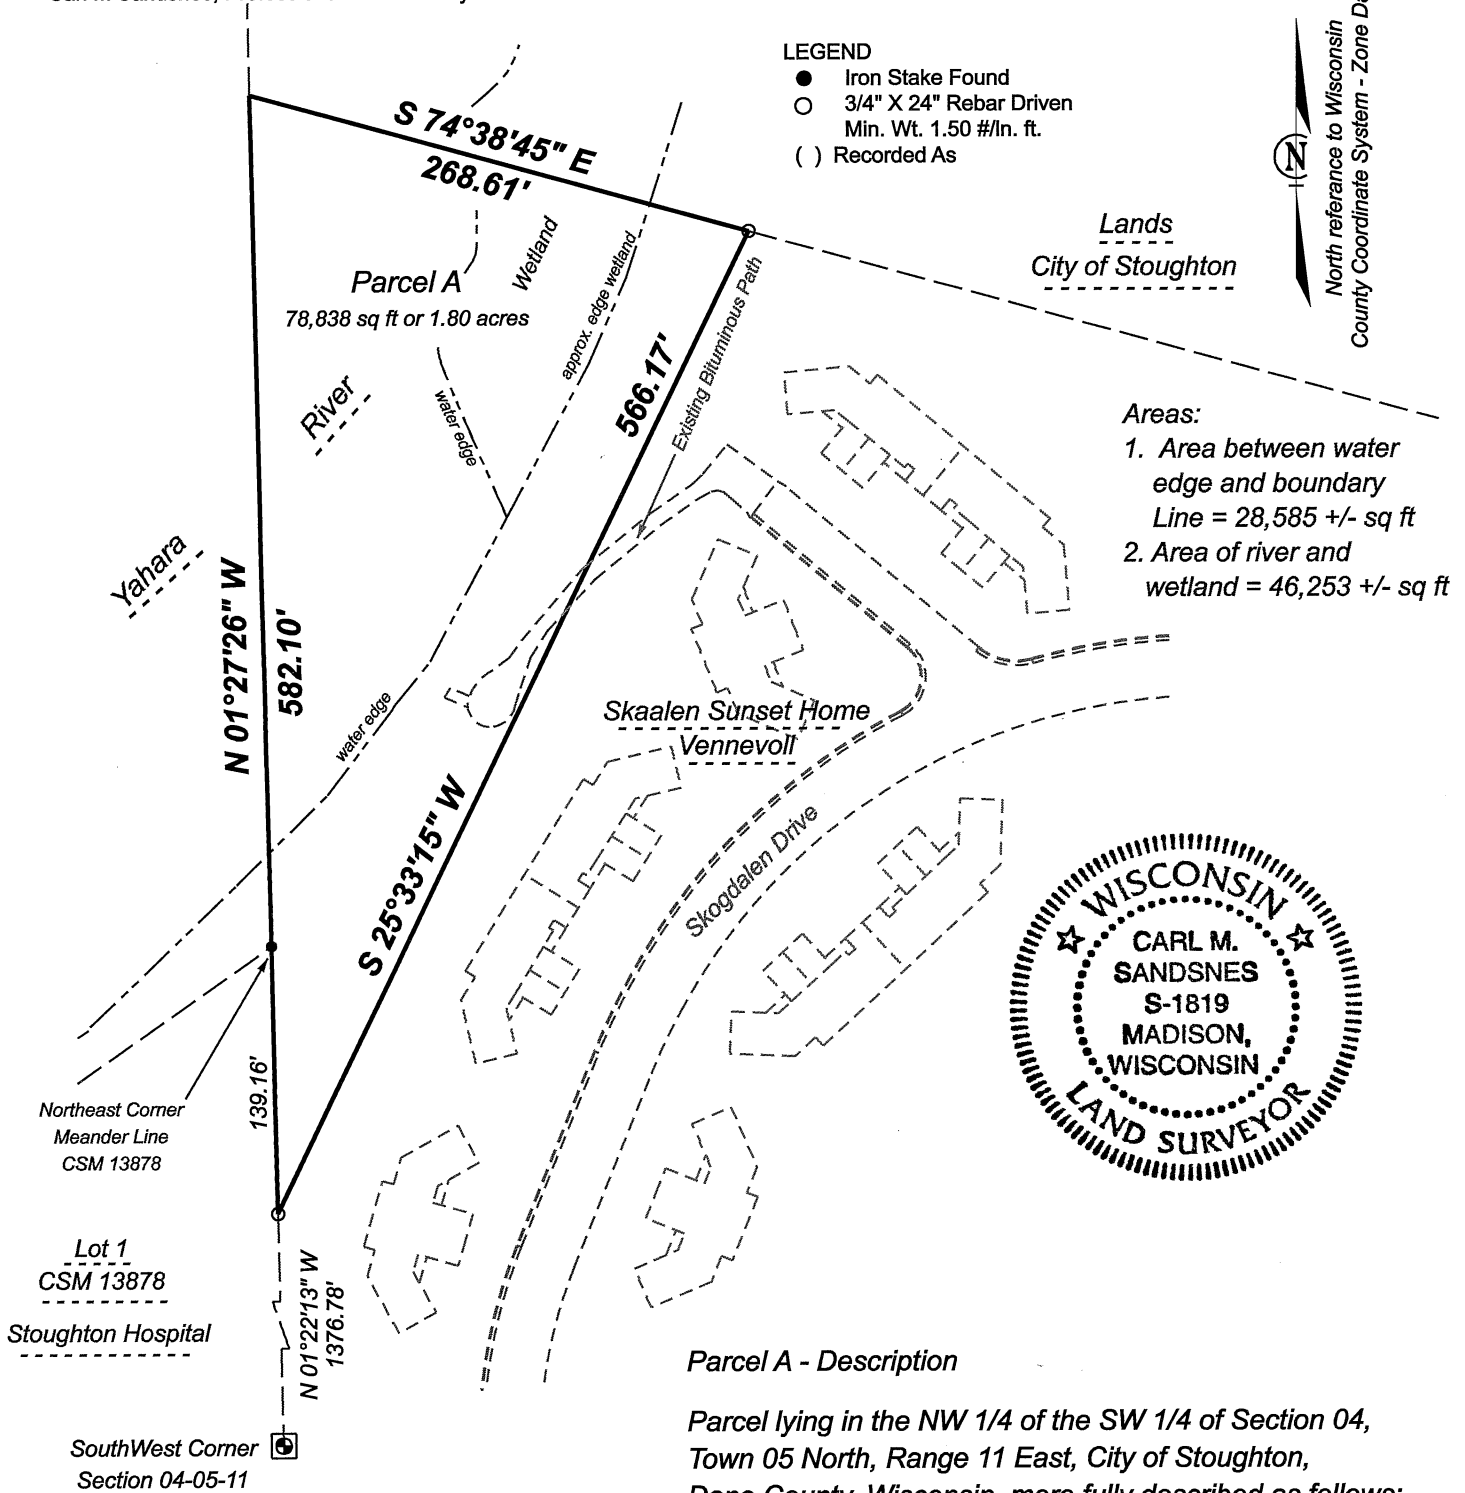 LEGEND
Iron Stake Found
3/4" X 24" Rebar Driven
Min. Wt. 1.50 #/ln. ft.
( ) Recorded As
N
North referance to Wisconsin
County Coordinate System - Zone
S 74°38'45" E
268.61'
Lands
City of Stoughton
Wetland
Parcel A
78,838 sq ft or 1.80 acres
approx. edge wetland
Existing Bituminous Path
566.17'
River
water edge
Areas:
1. Area between water
edge and boundary
Line = 28,585 +/- sq ft
2. Area of river and
wetland = 46,253 +/- sq ft
Yahara
N 01°27'26" W
582.10'
water edge
Skaalen Sunset Home
Vennevoll
S 25°33'15" W
Skogdalen Drive
WISCONSIN
CARL M.
SANDSNES
S-1819
MADISON,
WISCONSIN
LAND SURVEYOR
139.16'
Northeast Corner
Meander Line
CSM 13878
Lot 1
CSM 13878
Stoughton Hospital
N 01°22'13" W
1376.78'
SouthWest Corner
Section 04-05-11
Parcel A - Description
Parcel lying in the NW 1/4 of the SW 1/4 of Section 04,
Town 05 North, Range 11 East, City of Stoughton,
Dane County, Wisconsin, more fully described as follows: